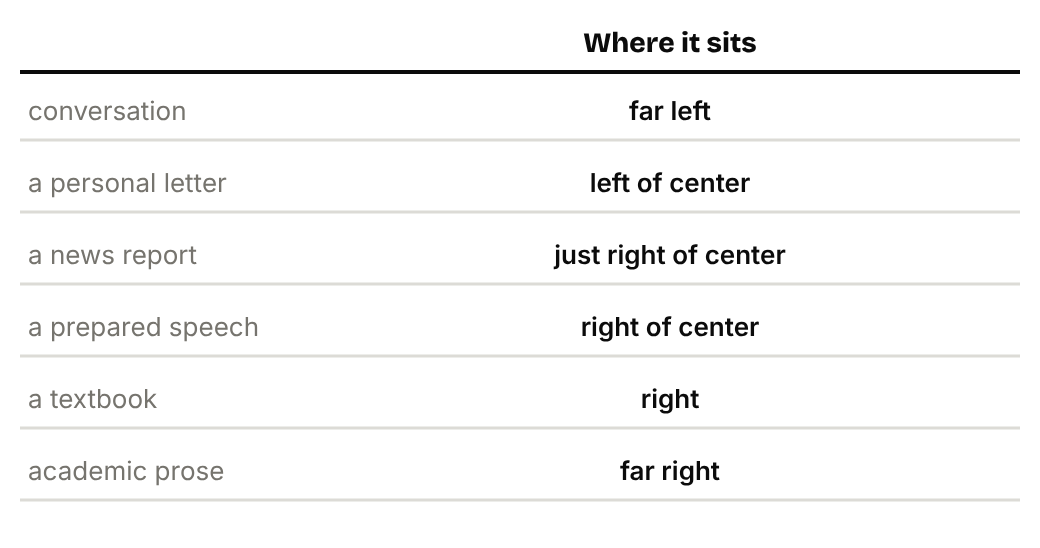 Where it sits
conversation far left
a personal letter left of center
a news report just right of center
a prepared speech right of center
a textbook right
academic prose far right